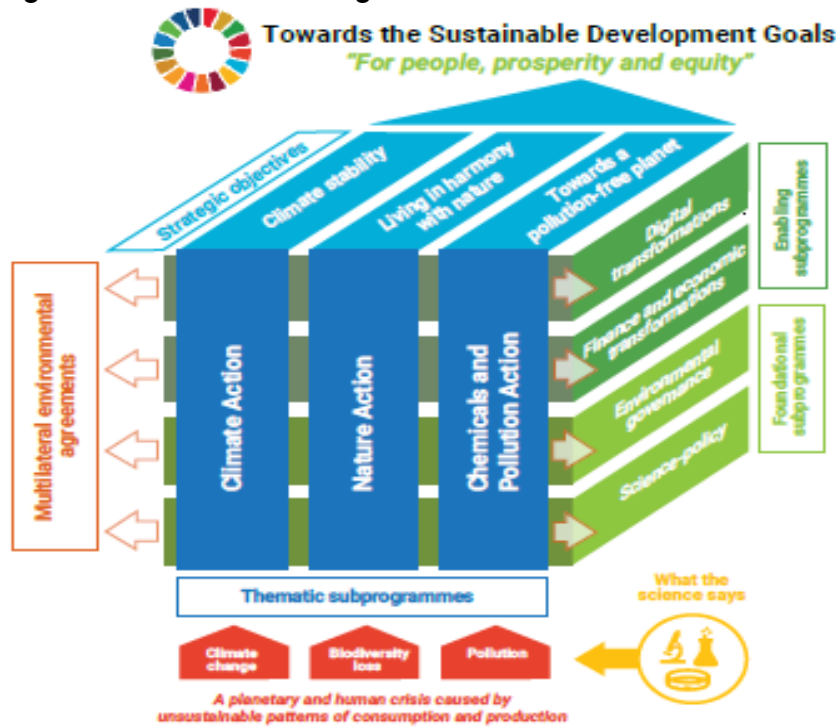 Towards the Sustainable Development Goals
"For people, prosperity and equity"
Strategic objectives
Climate stability
Living in harmony
with nature
Towards a
pollution-free planet
Digital
transformations
Finance and economic
transformations
Environmental
governance
Science-policy
Enabling
subprogrammes
Foundational
subprogrammes
Multilateral environmental
agreements
Climate Action
Nature Action
Chemicals and
Pollution Action
Thematic subprogrammes
What the
science says
Climate
change
Biodiversity
loss
Pollution
A planetary and human crisis caused by
unsustainable patterns of consumption and production